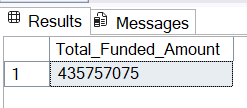 Results Messages
Total_Funded_Amount
1 435757075